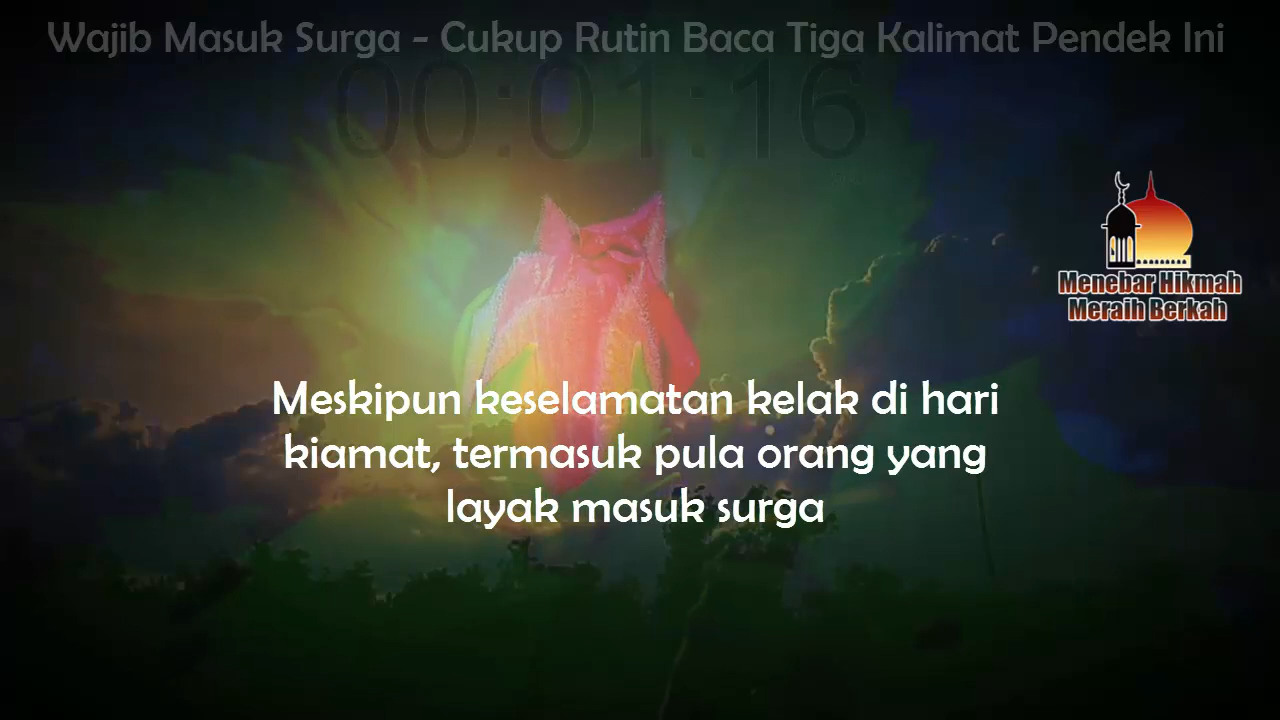 Wajib Masuk Surga - Cukup Rutin Baca Tiga Kalimat Pendek Ini
00:01:16
Menebar Hikmah
Meraih Berkah
Meskipun keselamatan kelak di hari
kiamat, termasuk pula orang yang
layak masuk surga